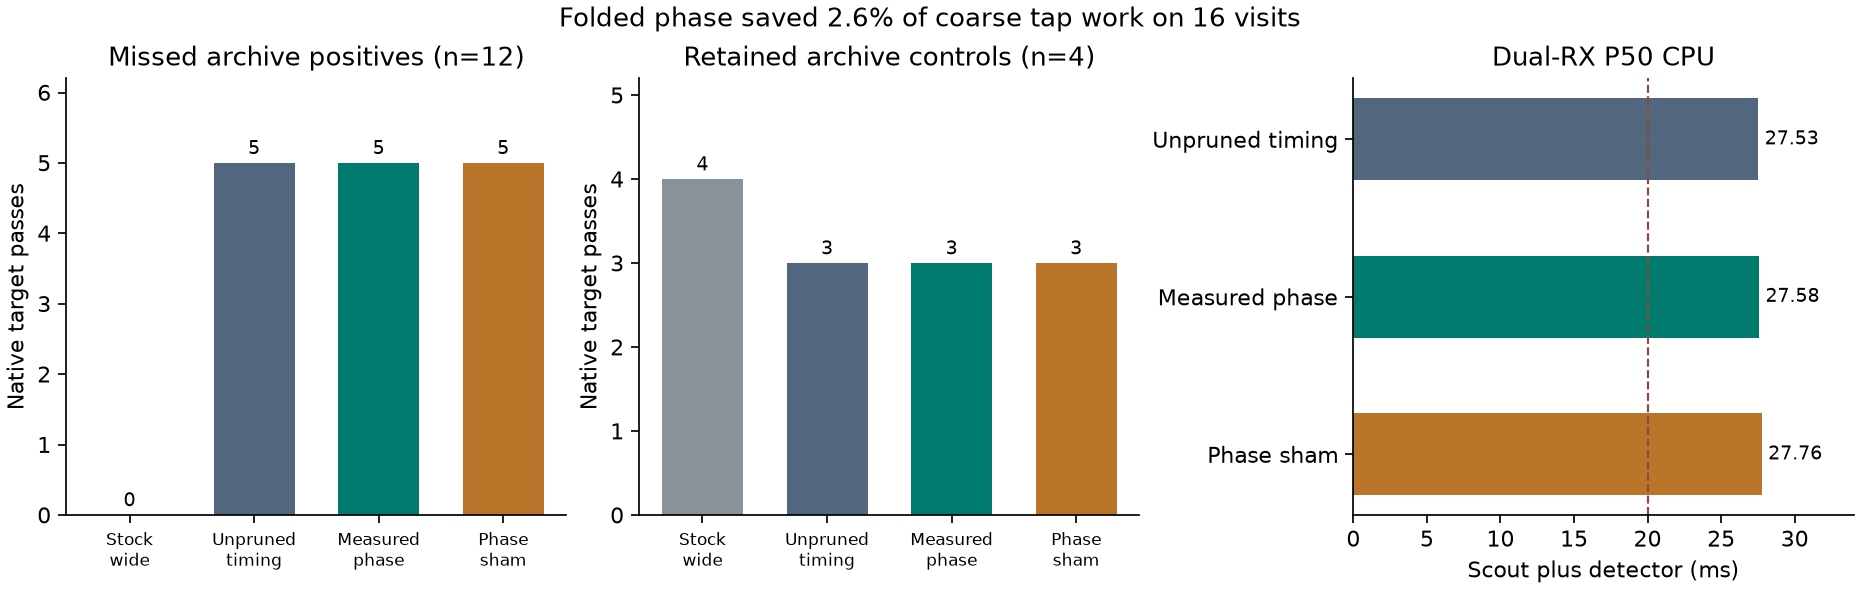 Folded phase saved 2.6% of coarse tap work on 16 visits
Missed archive positives (n=12)
Native target passes
6
5
4
3
2
1
0
0
5
5
5
Stock
wide
Unpruned
timing
Measured
phase
Phase
sham
Retained archive controls (n=4)
Native target passes
5
4
3
2
1
0
4
3
3
3
Stock
wide
Unpruned
timing
Measured
phase
Phase
sham
Dual-RX P50 CPU
Unpruned timing
27.53
Measured phase
27.58
Phase sham
27.76
0
5
10
15
20
25
30
Scout plus detector (ms)